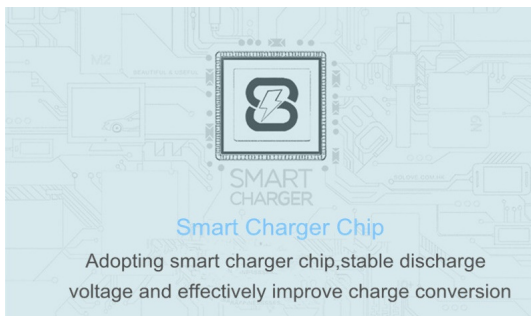 SMART
CHARGER
Smart Charger Chip
Adopting smart charger chip,stable discharge
voltage and effectively improve charge conversion